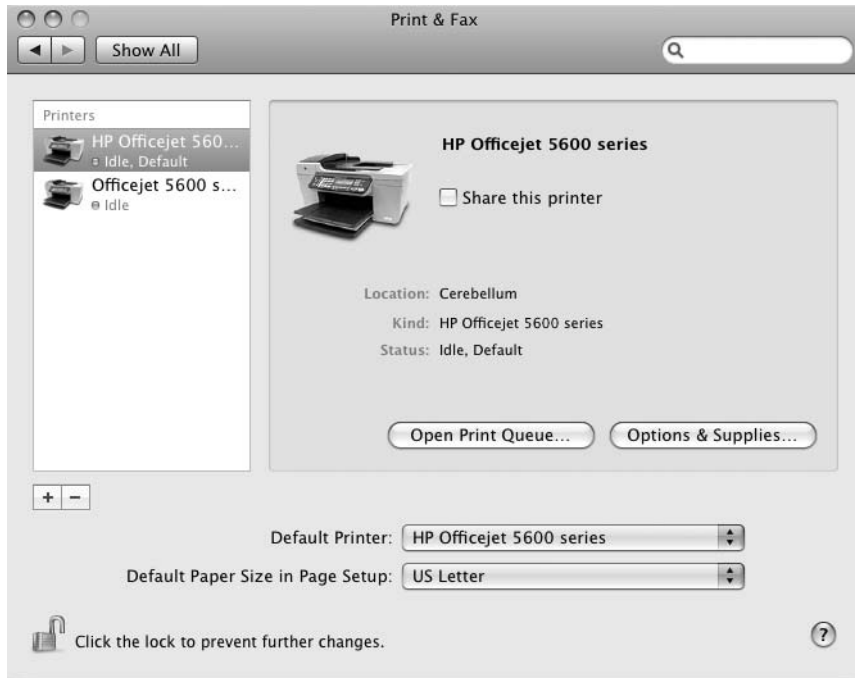 Print & Fax
Show All
Printers
HP Officejet 560...
Idle, Default
Officejet 5600 s...
Idle
HP Officejet 5600 series
Share this printer
Location: Cerebellum
Kind: HP Officejet 5600 series
Status: Idle, Default
Open Print Queue...
Options & Supplies...
+ −
Default Printer: HP Officejet 5600 series
Default Paper Size in Page Setup: US Letter
Click the lock to prevent further changes.
?